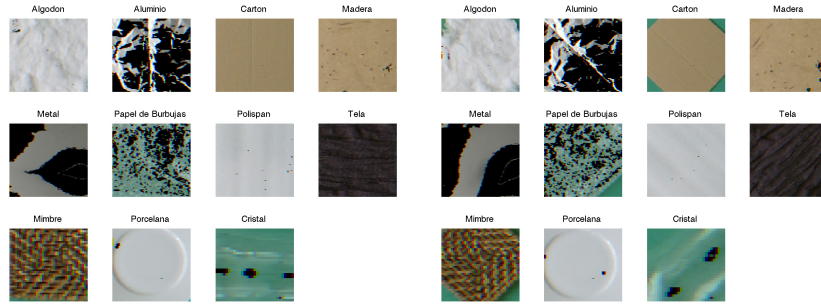 Algodon Aluminio Carton Madera Algodon Aluminio Carton Madera
Metal Papel de Burbujas Polispan Tela Metal Papel de Burbujas Polispan Tela
Mimbre Porcelana Cristal Mimbre Porcelana Cristal